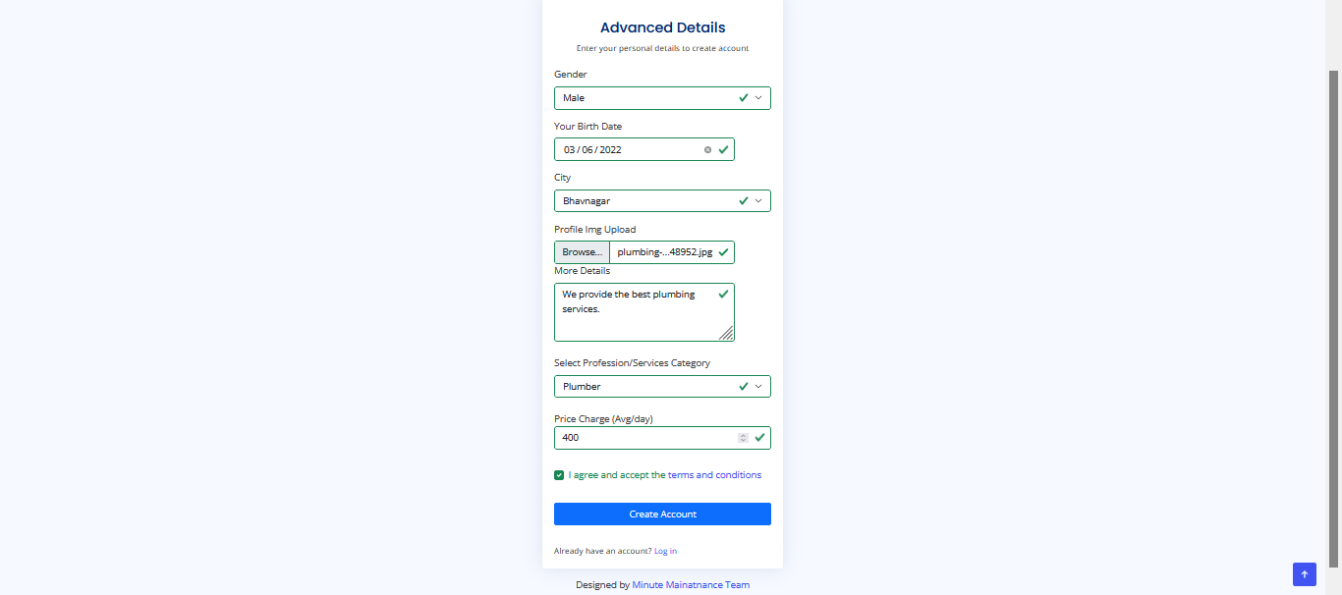 Advanced Details
Enter your personal details to create account
Gender
Male
Your Birth Date
03 / 06 / 2022
City
Bhavnagar
Profile Img Upload
Browse... plumbing-...48952.jpg
More Details
We provide the best plumbing
services.
Select Profession/Services Category
Plumber
Price Charge (Avg/day)
400
I agree and accept the terms and conditions
Create Account
Already have an account? Log in
Designed by Minute Mainatnance Team